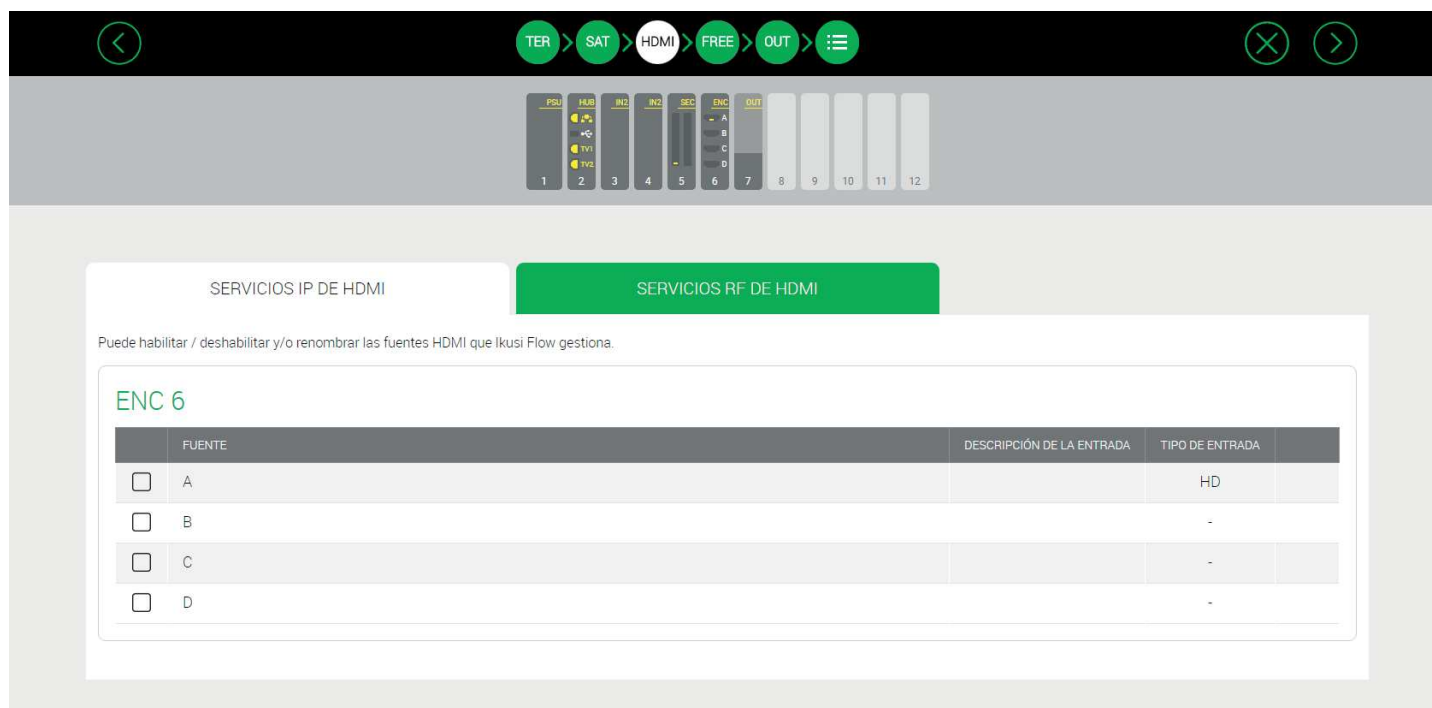 TER > SAT > HDMI > FREE > OUT >
PSU HUB IN2 IN2 SEC ENC OUT
A
B
TV1 C
TV2 D
1 2 3 4 5 6 7 8 9 10 11 12
SERVICIOS IP DE HDMI SERVICIOS RF DE HDMI
Puede habilitar / deshabilitar y/o renombrar las fuentes HDMI que Ikusi Flow gestiona.
ENC 6
FUENTE DESCRIPCIÓN DE LA ENTRADA TIPO DE ENTRADA
A HD
B -
C -
D -